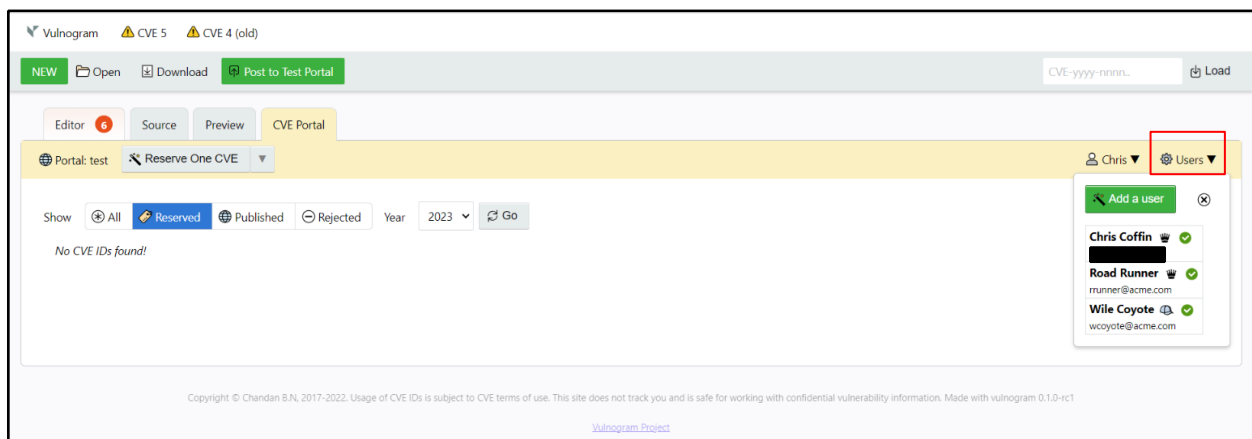 Vulnogram CVE 5 CVE 4 (old)
NEW Open Download Post to Test Portal CVE-yyyy-nnnn.. Load
Editor 6 Source Preview CVE Portal
Portal: test Reserve One CVE ▼ Chris ▼ Users ▼
Add a user
Show All Reserved Published Rejected Year 2023 Go
No CVE IDs found!
Chris Coffin
Road Runner
rrunner@acme.com
Wile Coyote
wcoyote@acme.com
Copyright © Chandan B.N, 2017-2022. Usage of CVE IDs is subject to CVE terms of use. This site does not track you and is safe for working with confidential vulnerability information. Made with vulnogram 0.1.0-rc1
Vulnogram Project